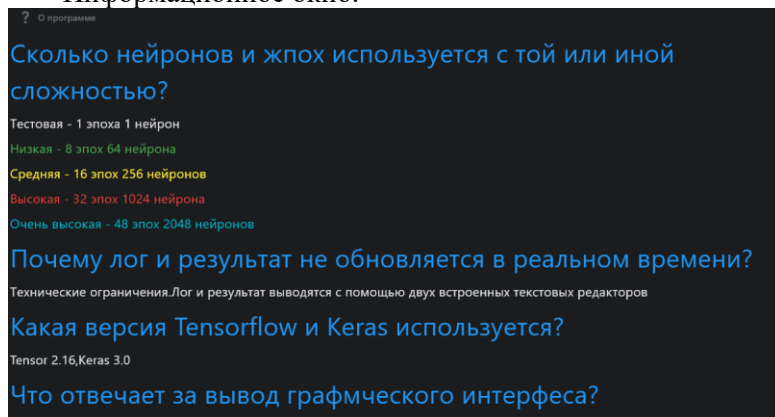 Информационное окно:
? О программе
Сколько нейронов и жпох используется с той или иной
сложностью?
Тестовая - 1 эпоха 1 нейрон
Низкая - 8 эпох 64 нейрона
Средняя - 16 эпох 256 нейронов
Высокая - 32 эпох 1024 нейрона
Очень высокая - 48 эпох 2048 нейронов
Почему лог и результат не обновляется в реальном времени?
Технические ограничения.Лог и результат выводятся с помощью двух встроенных текстовых редакторов
Какая версия Tensorflow и Keras используется?
Tensor 2.16,Keras 3.0
Что отвечает за вывод графмческого интерфеса?